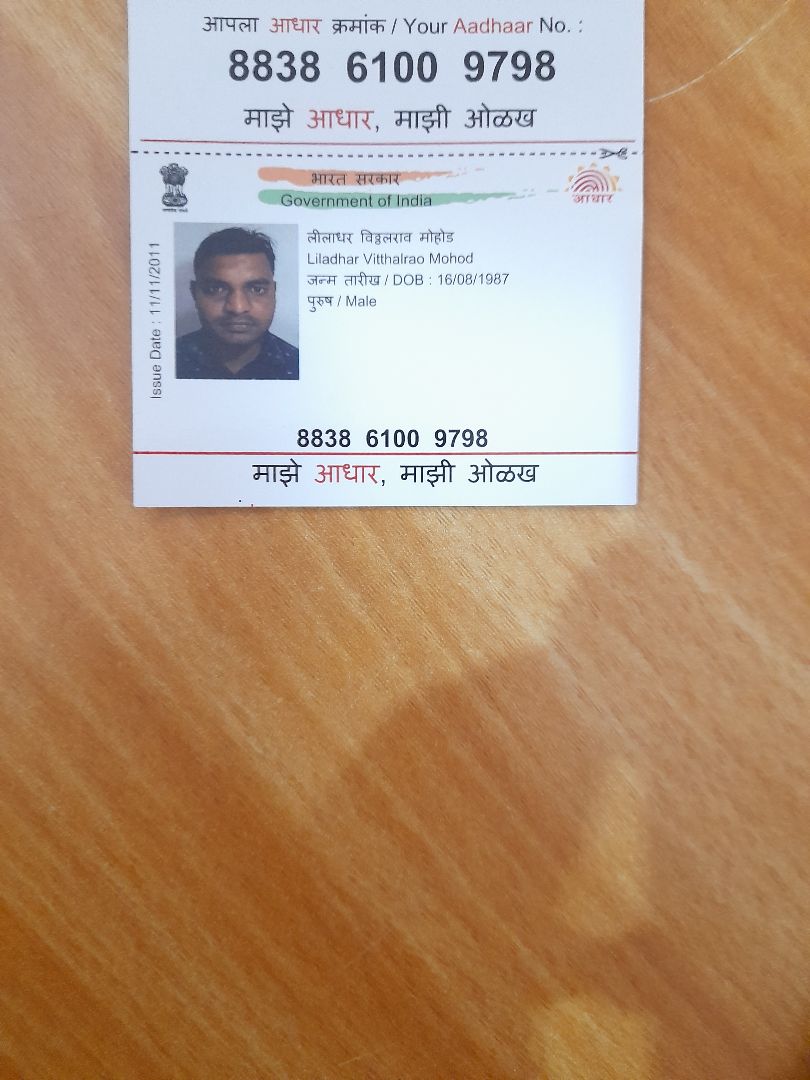 आपला आधार क्रमांक / Your Aadhaar No. :
8838 6100 9798
माझे आधार, माझी ओळख
भारत सरकार
Government of India
आधार
Issue Date : 11/11/2011
लीलाधर विठ्ठलराव मोहोड
Liladhar Vitthalrao Mohod
जन्म तारीख / DOB : 16/08/1987
पुरुष / Male
8838 6100 9798
माझे आधार, माझी ओळख